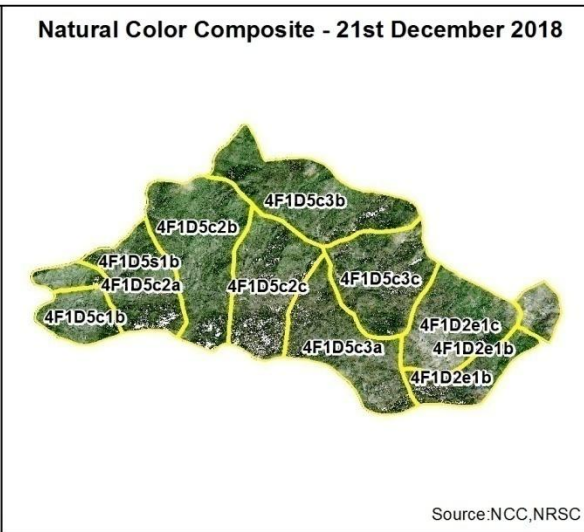 Natural Color Composite - 21st December 2018
4F1D5c3b
4F1D5c2b
4F1D5s1b
4F1D5c2a
4F1D5c2c
4F1D5c3c
4F1D5c1b
4F1D2e1c
4F1D5c3a
4F1D2e1b
4F1D2e1b
Source:NCC,NRSC